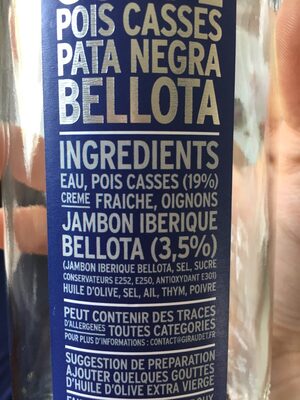 POIS CASSES
PATA NEGRA
BELLOTA
INGREDIENTS
EAU, POIS CASSES (19%)
CREME FRAICHE, OIGNONS
JAMBON IBERIQUE
BELLOTA (3,5%)
(JAMBON IBERIQUE BELLOTA, SEL, SUCRE
CONSERVATEURS E252, E250, ANTIOXYDANT E301)
HUILE D'OLIVE, SEL, AIL, THYM, POIVRE
PEUT CONTENIR DES TRACES
D'ALLERGENES TOUTES CATEGORIES
POUR PLUS D'INFORMATIONS : CONTACT@GIRAUDET.FR
SUGGESTION DE PREPARATION
AJOUTER QUELQUES GOUTTES
D'HUILE D'OLIVE EXTRA VIERGE